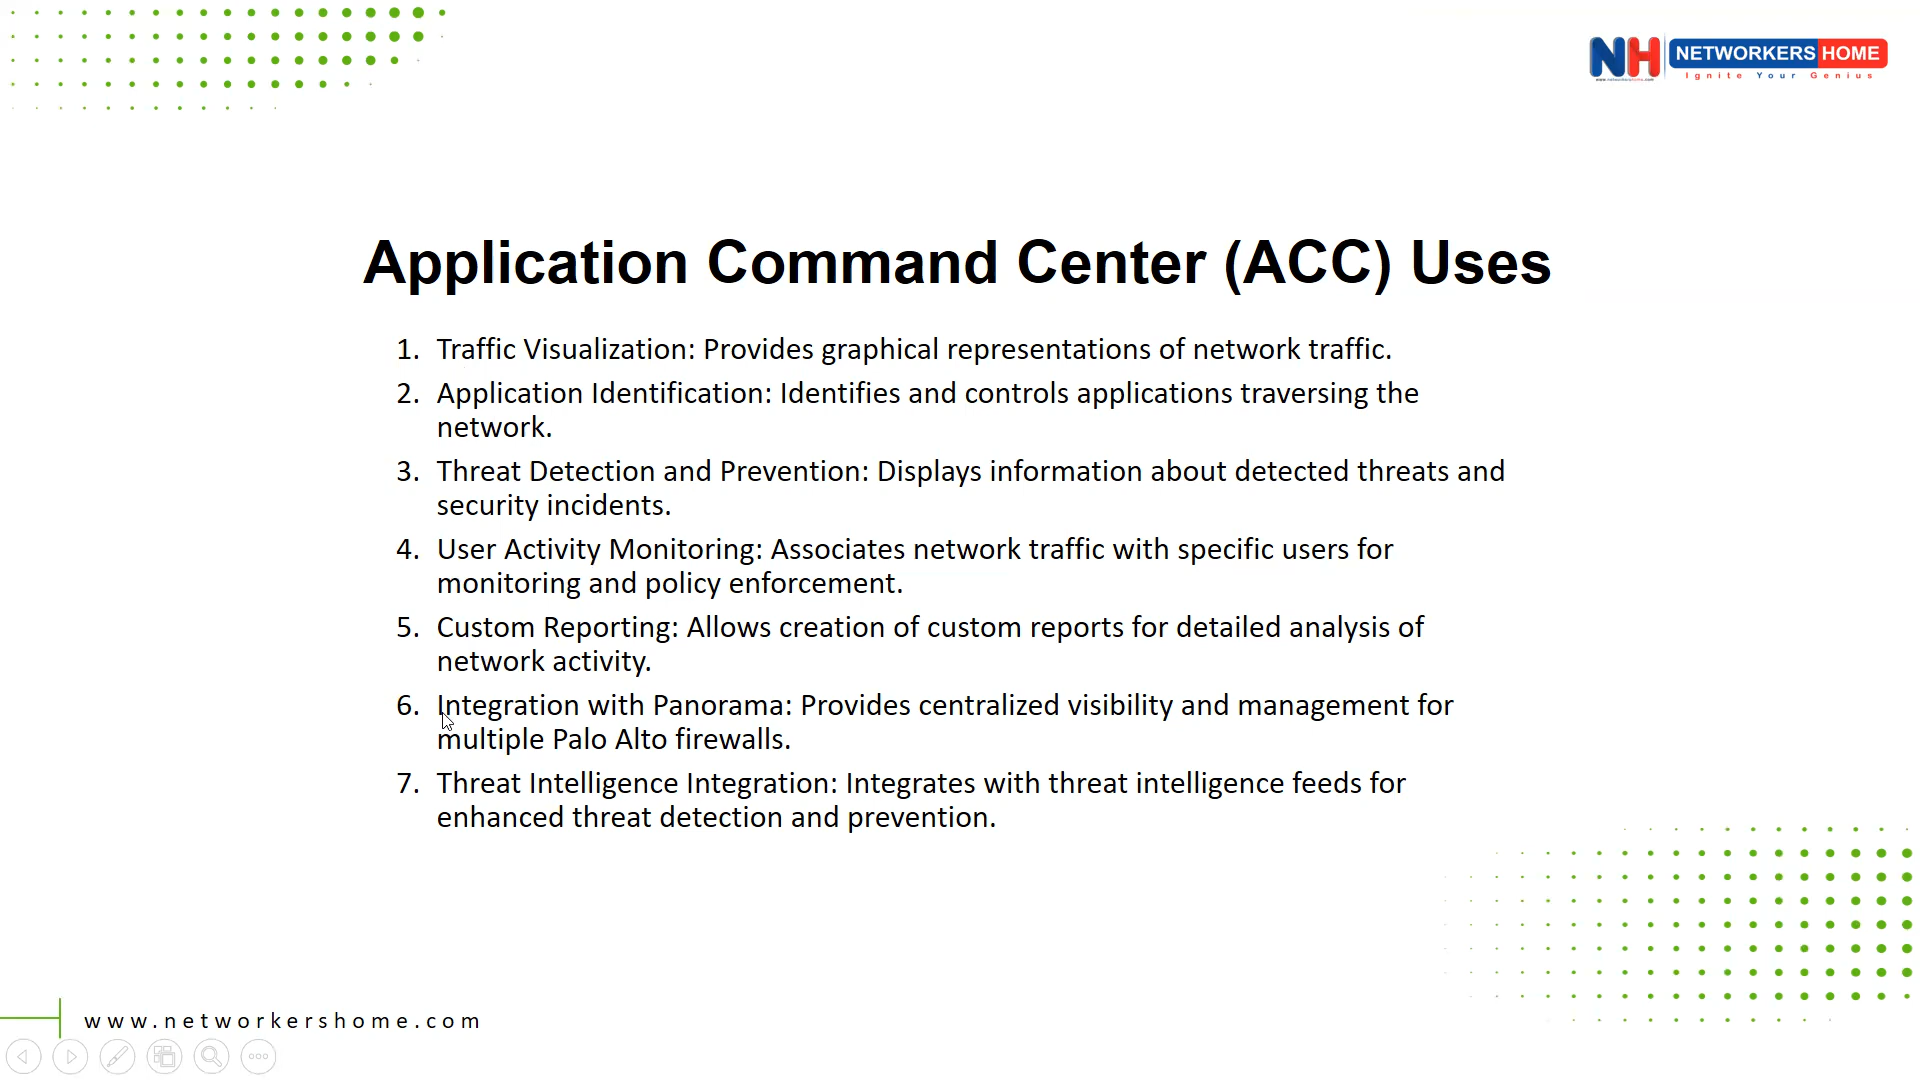 NH NETWORKERS HOME
www.networkershome.com Ignite Your Genius
Application Command Center (ACC) Uses
1. Traffic Visualization: Provides graphical representations of network traffic.
2. Application Identification: Identifies and controls applications traversing the
network.
3. Threat Detection and Prevention: Displays information about detected threats and
security incidents.
4. User Activity Monitoring: Associates network traffic with specific users for
monitoring and policy enforcement.
5. Custom Reporting: Allows creation of custom reports for detailed analysis of
network activity.
6. Integration with Panorama: Provides centralized visibility and management for
multiple Palo Alto firewalls.
7. Threat Intelligence Integration: Integrates with threat intelligence feeds for
enhanced threat detection and prevention.
www.networkershome.com